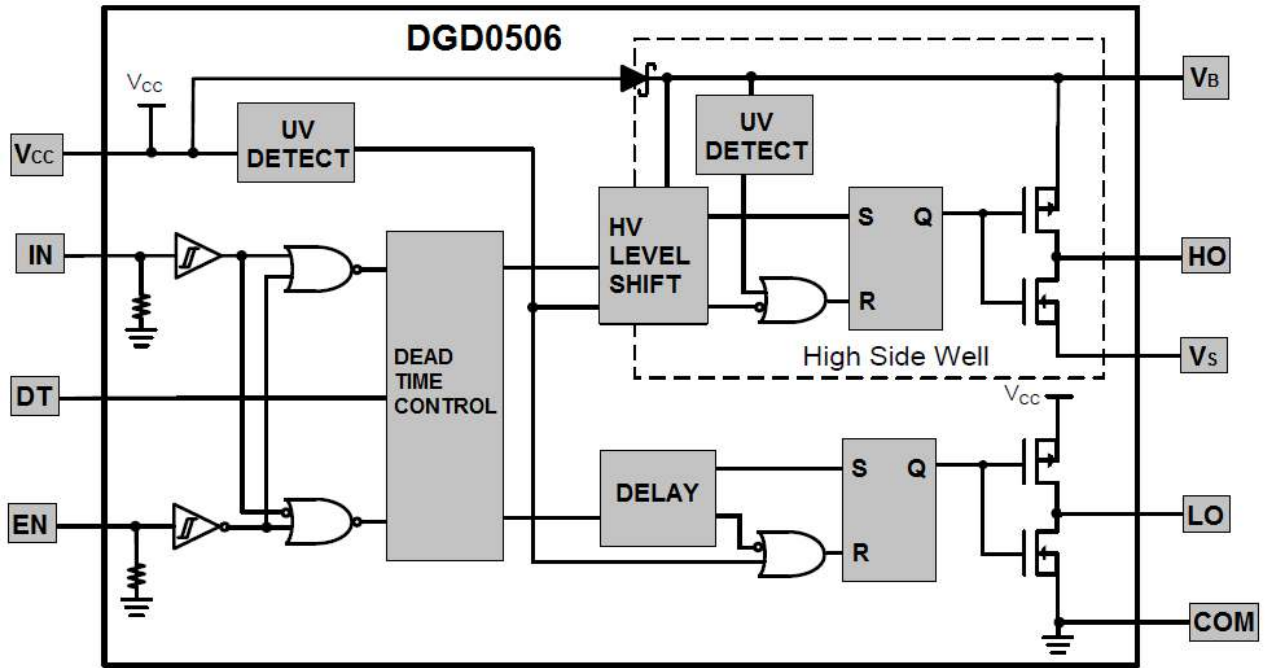 DGD0506
VCC
VCC
UV
DETECT
UV
DETECT
VB
IN
HV
LEVEL
SHIFT
S
Q
R
HO
High Side Well
VS
DT
DEAD
TIME
CONTROL
VCC
EN
DELAY
S
Q
R
LO
COM